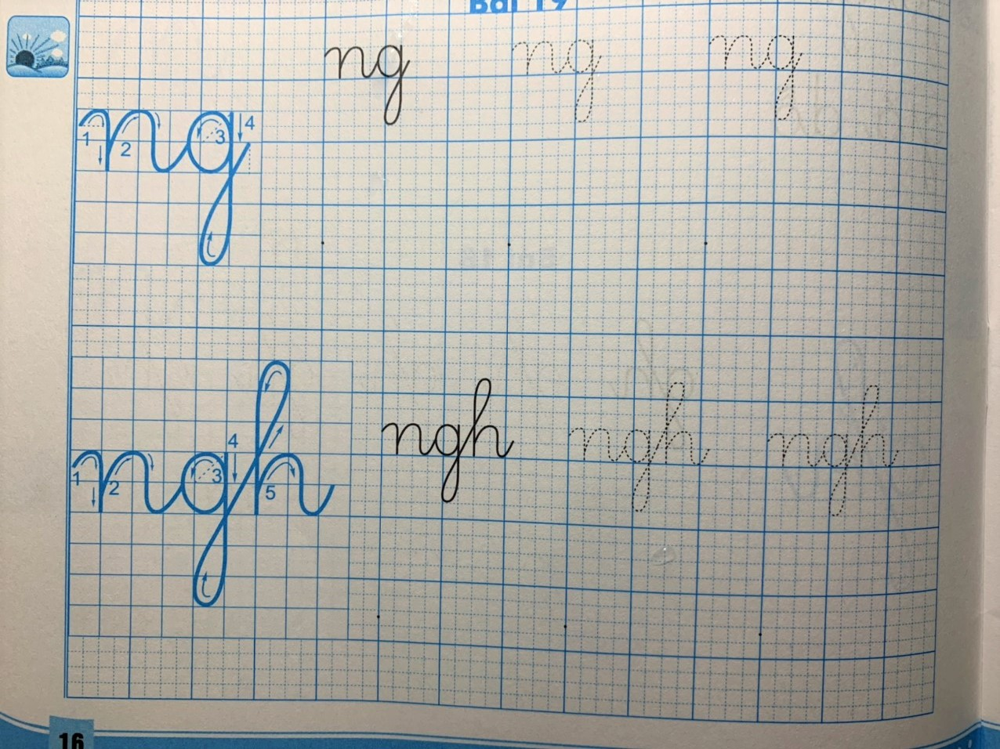 Bài 19
ng ng ng
1 2 3 4
ng
ngh ngh ngh
1 2 3 4 5
ngh
16